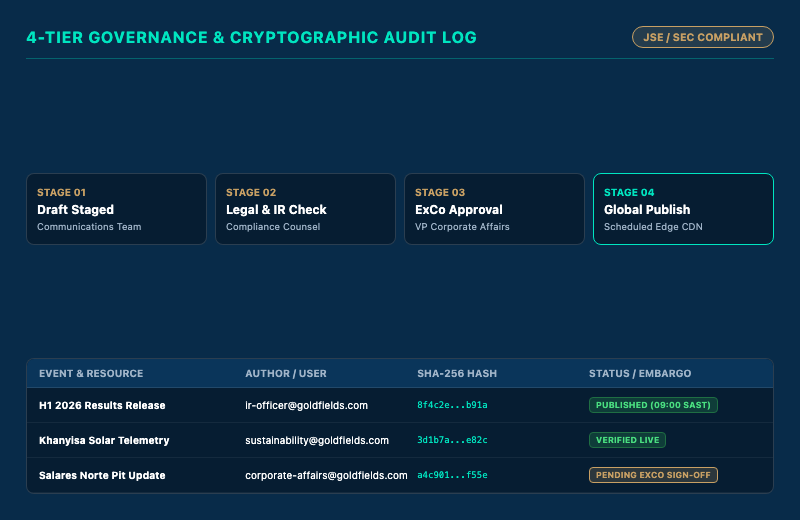 4-TIER GOVERNANCE & CRYPTOGRAPHIC AUDIT LOG
JSE / SEC COMPLIANT
STAGE 01
Draft Staged
Communications Team
STAGE 02
Legal & IR Check
Compliance Counsel
STAGE 03
ExCo Approval
VP Corporate Affairs
STAGE 04
Global Publish
Scheduled Edge CDN
EVENT & RESOURCE AUTHOR / USER SHA-256 HASH STATUS / EMBARGO
H1 2026 Results Release ir-officer@goldfields.com 8f4c2e...b91a PUBLISHED (09:00 SAST)
Khanyisa Solar Telemetry sustainability@goldfields.com 3d1b7a...e82c VERIFIED LIVE
Salares Norte Pit Update corporate-affairs@goldfields.com a4c901...f55e PENDING EXCO SIGN-OFF